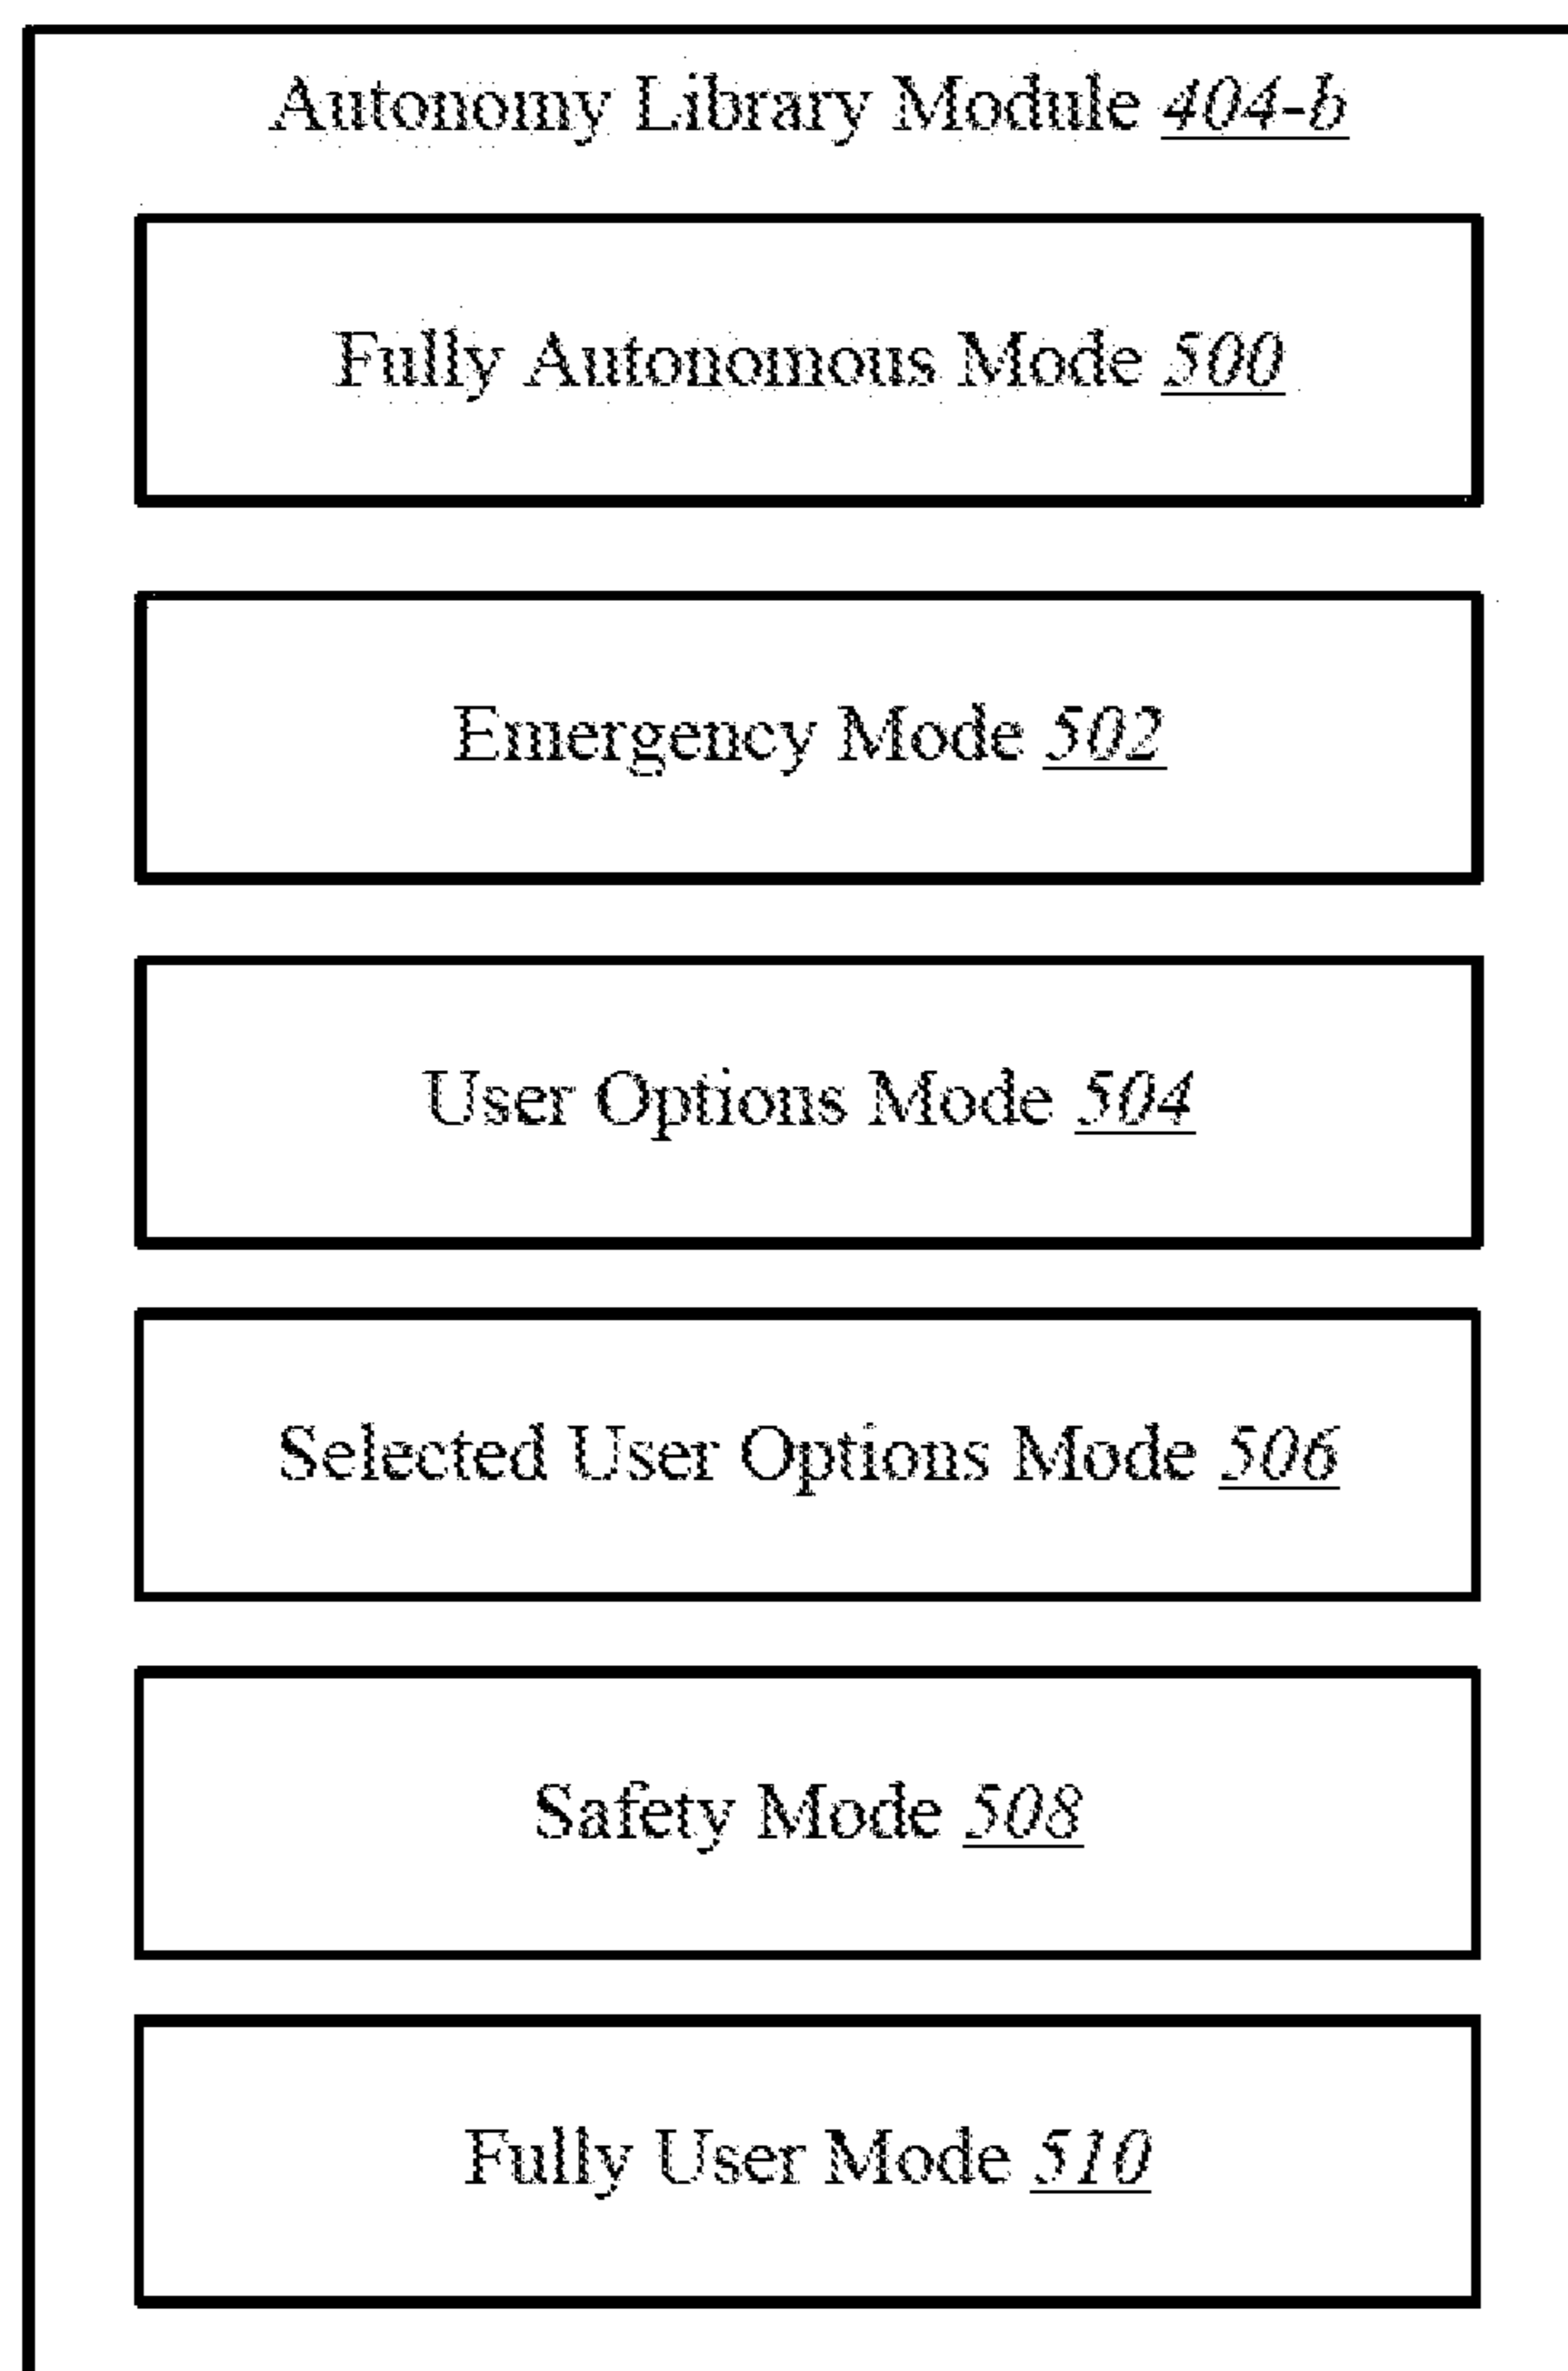 Autonomy Library Module 404-b
Fully Autonomous Mode 500
Emergency Mode 502
User Options Mode 504
Selected User Options Mode 506
Safety Mode 508
Fully User Mode 510